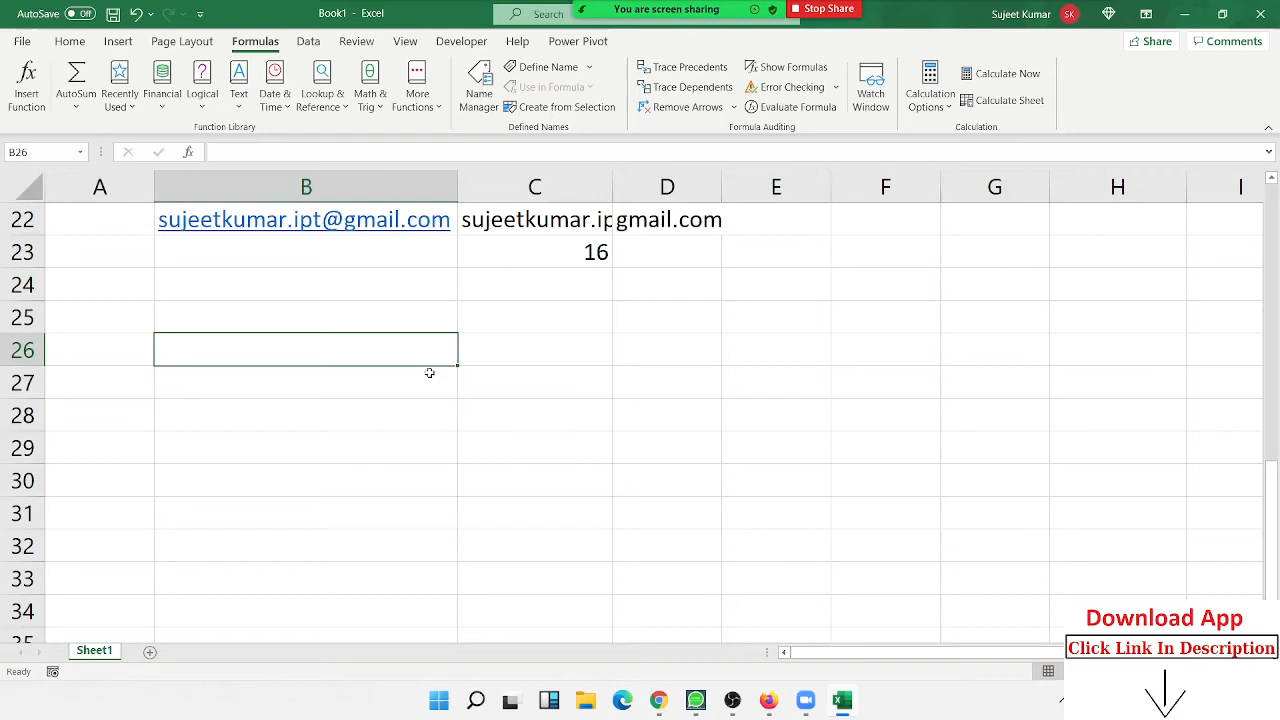 AutoSave Off
Book1 - Excel
Search
You are screen sharing
Stop Share
Sujeet Kumar
SK
File
Home
Insert
Page Layout
Formulas
Data
Review
View
Developer
Help
Power Pivot
Share
Comments
Insert
Function
AutoSum
Recently
Used
Financial
Logical
Text
Date &
Time
Lookup &
Reference
Math &
Trig
More
Functions
Function Library
Name
Manager
Define Name
Use in Formula
Create from Selection
Defined Names
Trace Precedents
Trace Dependents
Remove Arrows
Show Formulas
Error Checking
Evaluate Formula
Formula Auditing
Watch
Window
Calculation
Options
Calculate Now
Calculate Sheet
Calculation
B26
fx
A B C D E F G H I
22 sujeetkumar.ipt@gmail.com sujeetkumar.ip gmail.com
23 16
24
25
26
27
28
29
30
31
32
33
34
35
Sheet1
Ready
Download App
Click Link In Description